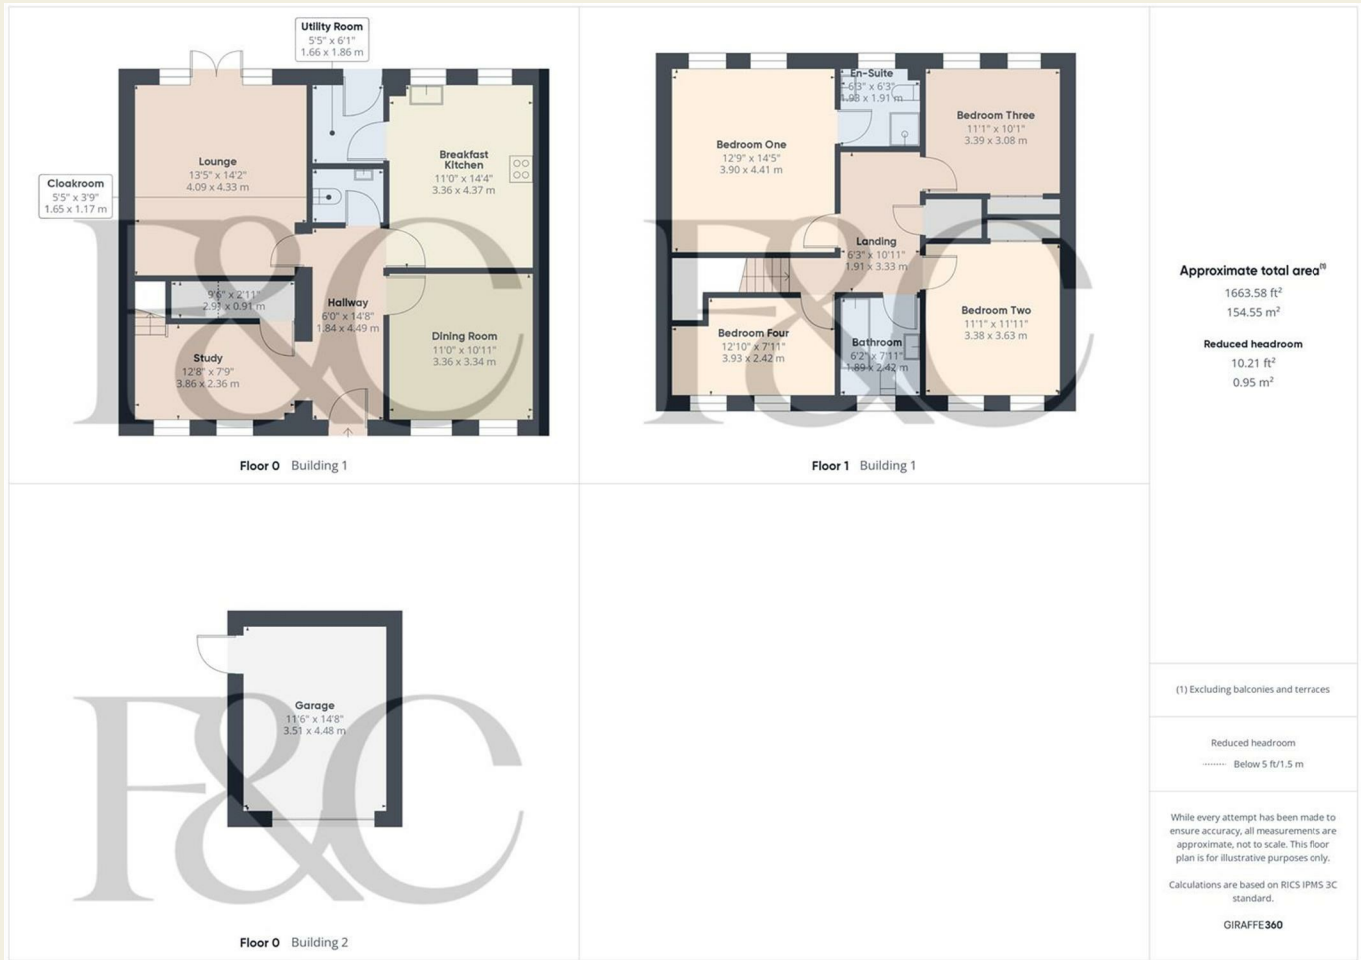 Utility Room
5'5" x 6'1"
1.66 x 1.86 m
Lounge
13'5" x 14'2"
4.09 x 4.33 m
Cloakroom
5'5" x 3'9"
1.65 x 1.17 m
Breakfast
Kitchen
11'0" x 14'4"
3.36 x 4.37 m
9'6" x 2'11"
2.91 x 0.91 m
Hallway
6'0" x 14'8"
1.84 x 4.49 m
Dining Room
11'0" x 10'11"
3.36 x 3.34 m
Study
12'8" x 7'9"
3.86 x 2.36 m
F&C
Floor 0 Building 1
En-Suite
6'3" x 6'3"
1.93 x 1.91 m
Bedroom One
12'9" x 14'5"
3.90 x 4.41 m
Bedroom Three
11'1" x 10'1"
3.39 x 3.08 m
Landing
6'3" x 10'11"
1.91 x 3.33 m
Bedroom Two
11'1" x 11'11"
3.38 x 3.63 m
Bedroom Four
12'10" x 7'11"
3.93 x 2.42 m
Bathroom
6'2" x 7'11"
1.89 x 2.42 m
F&C
Floor 1 Building 1
Garage
11'6" x 14'8"
3.51 x 4.48 m
F&C
Floor 0 Building 2
Approximate total area(1)
1663.58 ft²
154.55 m²
Reduced headroom
10.21 ft²
0.95 m²
(1) Excluding balconies and terraces
Reduced headroom
Below 5 ft/1.5 m
While every attempt has been made to
ensure accuracy, all measurements are
approximate, not to scale. This floor
plan is for illustrative purposes only.
Calculations are based on RICS IPMS 3C
standard.
GIRAFFE360